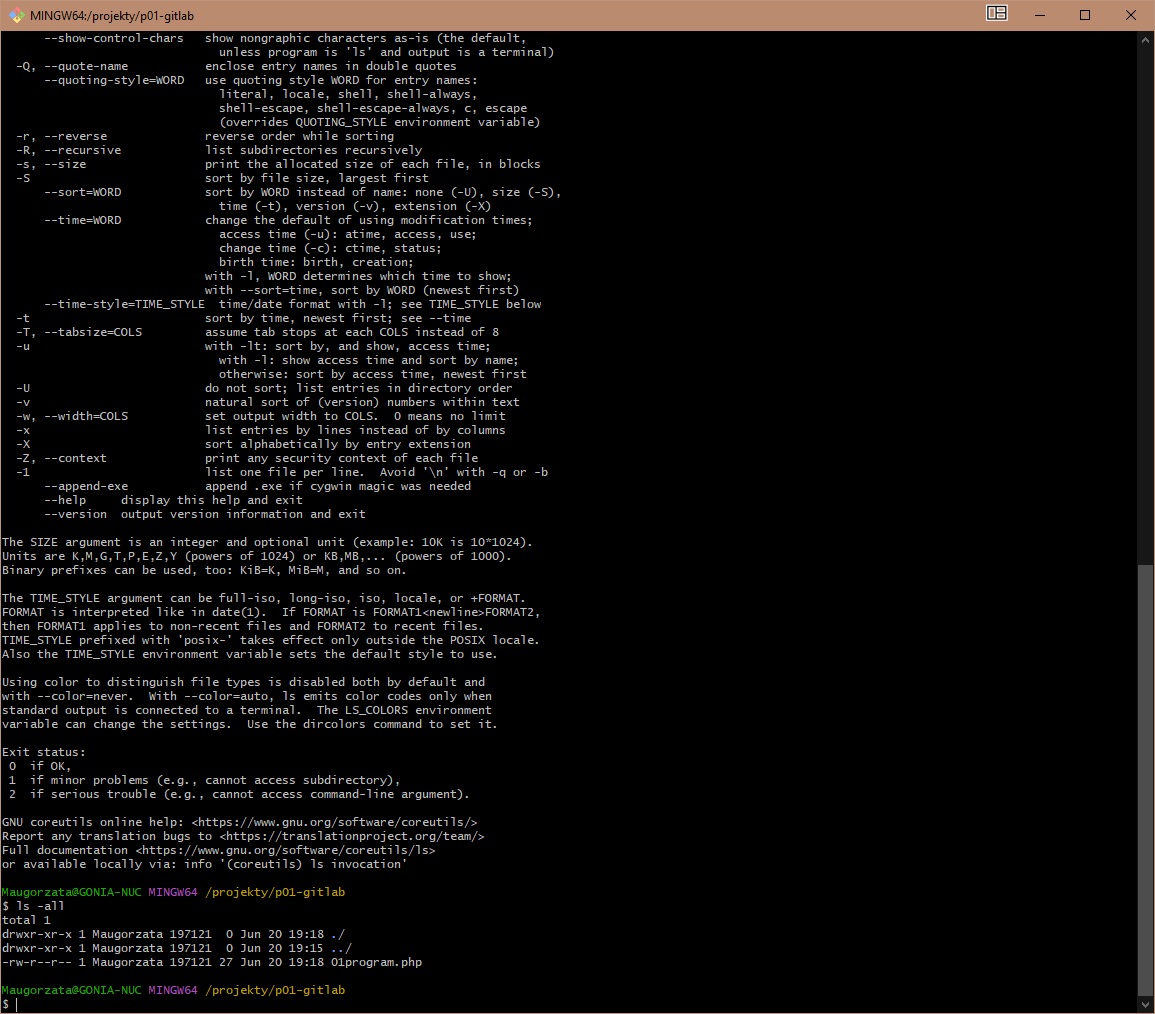 MINGW64:/projekty/p01-gitlab
      --show-control-chars   show nongraphic characters as-is (the default,
                               unless program is 'ls' and output is a terminal)
  -Q, --quote-name           enclose entry names in double quotes
      --quoting-style=WORD   use quoting style WORD for entry names:
                               literal, locale, shell, shell-always,
                               shell-escape, shell-escape-always, c, escape
                               (overrides QUOTING_STYLE environment variable)
  -r, --reverse              reverse order while sorting
  -R, --recursive            list subdirectories recursively
  -s, --size                 print the allocated size of each file, in blocks
  -S                         sort by file size, largest first
      --sort=WORD            sort by WORD instead of name: none (-U), size (-S),
                               time (-t), version (-v), extension (-X)
      --time=WORD            change the default of using modification times;
                               access time (-u): atime, access, use;
                               change time (-c): ctime, status;
                               birth time: birth, creation;
                             with -l, WORD determines which time to show;
                             with --sort=time, sort by WORD (newest first)
      --time-style=TIME_STYLE  time/date format with -l; see TIME_STYLE below
  -t                         sort by time, newest first; see --time
  -T, --tabsize=COLS         assume tab stops at each COLS instead of 8
  -u                         with -lt: sort by, and show, access time;
                               with -l: show access time and sort by name;
                               otherwise: sort by access time, newest first
  -U                         do not sort; list entries in directory order
  -v                         natural sort of (version) numbers within text
  -w, --width=COLS           set output width to COLS.  0 means no limit
  -x                         list entries by lines instead of by columns
  -X                         sort alphabetically by entry extension
  -Z, --context              print any security context of each file
  -1                         list one file per line.  Avoid '\n' with -q or -b
      --append-exe           append .exe if cygwin magic was needed
      --help     display this help and exit
      --version  output version information and exit

The SIZE argument is an integer and optional unit (example: 10K is 10*1024).
Units are K,M,G,T,P,E,Z,Y (powers of 1024) or KB,MB,... (powers of 1000).
Binary prefixes can be used, too: KiB=K, MiB=M, and so on.

The TIME_STYLE argument can be full-iso, long-iso, iso, locale, or +FORMAT.
FORMAT is interpreted like in date(1).  If FORMAT is FORMAT1<newline>FORMAT2,
then FORMAT1 applies to non-recent files and FORMAT2 to recent files.
TIME_STYLE prefixed with 'posix-' takes effect only outside the POSIX locale.
Also the TIME_STYLE environment variable sets the default style to use.

Using color to distinguish file types is disabled both by default and
with --color=never.  With --color=auto, ls emits color codes only when
standard output is connected to a terminal.  The LS_COLORS environment
variable can change the settings.  Use the dircolors command to set it.

Exit status:
 0  if OK,
 1  if minor problems (e.g., cannot access subdirectory),
 2  if serious trouble (e.g., cannot access command-line argument).

GNU coreutils online help: <https://www.gnu.org/software/coreutils/>
Report any translation bugs to <https://translationproject.org/team/>
Full documentation <https://www.gnu.org/software/coreutils/ls>
or available locally via: info '(coreutils) ls invocation'

Maugorzata@GONIA-NUC MINGW64 /projekty/p01-gitlab
$ ls -all
total 1
drwxr-xr-x 1 Maugorzata 197121  0 Jun 20 19:18 ./
drwxr-xr-x 1 Maugorzata 197121  0 Jun 20 19:15 ../
-rw-r--r-- 1 Maugorzata 197121 27 Jun 20 19:18 01program.php

Maugorzata@GONIA-NUC MINGW64 /projekty/p01-gitlab
$